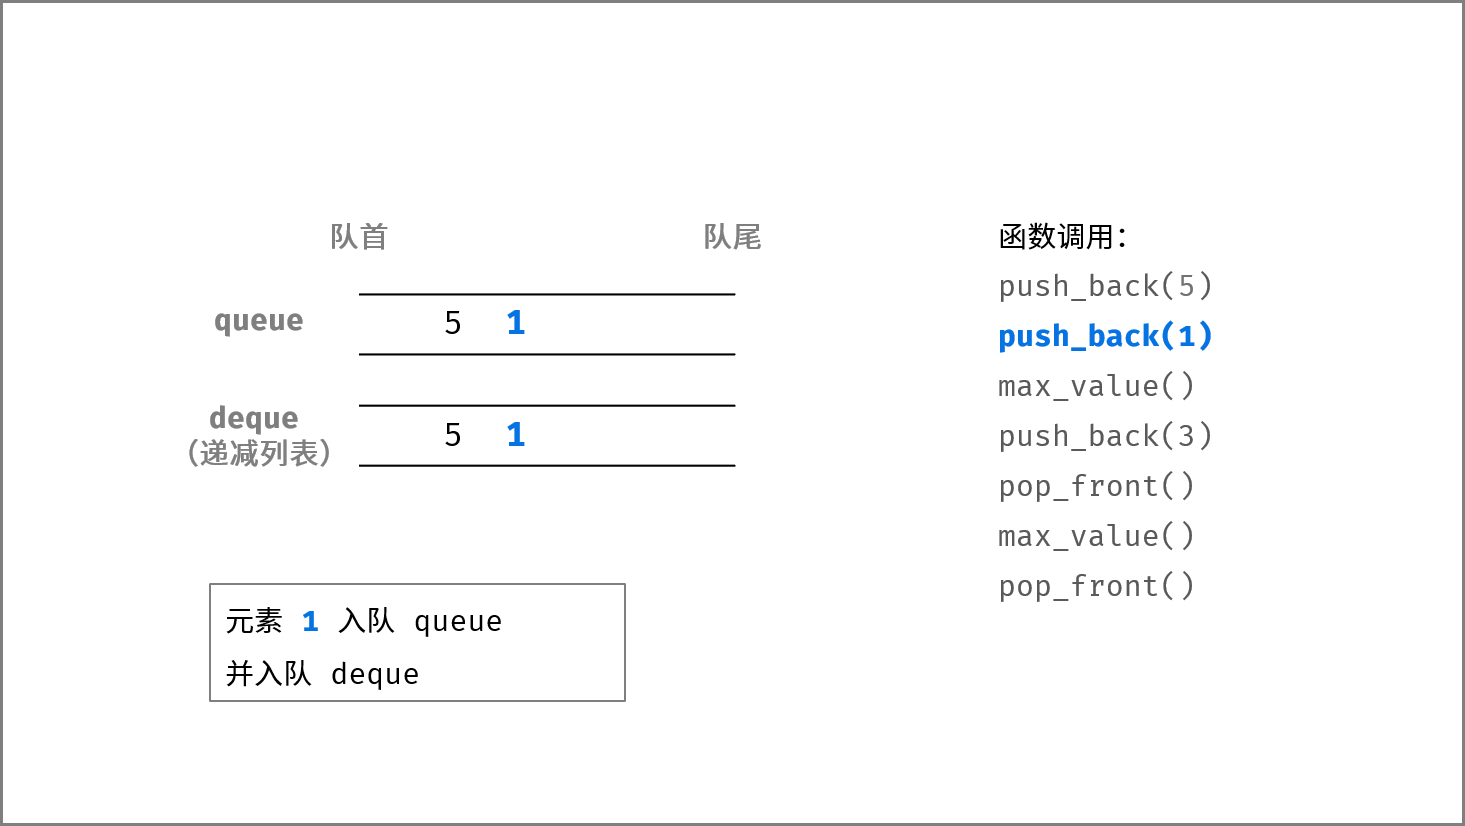 队首 队尾
queue 5 1
deque 5 1
（递减列表）
元素 1 入队 queue
并入队 deque
函数调用：
push_back(5)
push_back(1)
max_value()
push_back(3)
pop_front()
max_value()
pop_front()